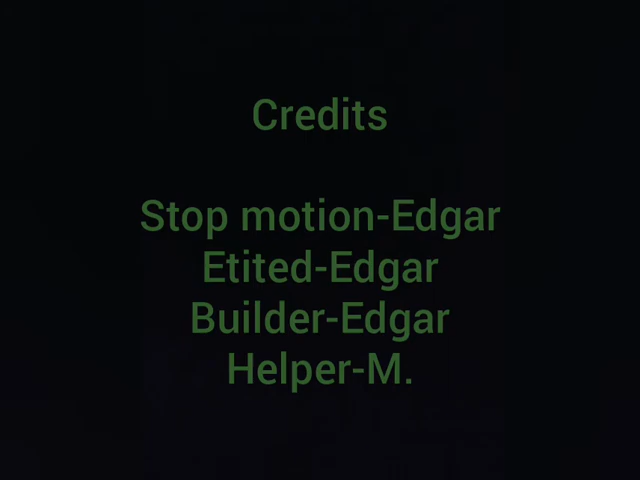 Credits
Stop motion-Edgar
Etited-Edgar
Builder-Edgar
Helper-M.